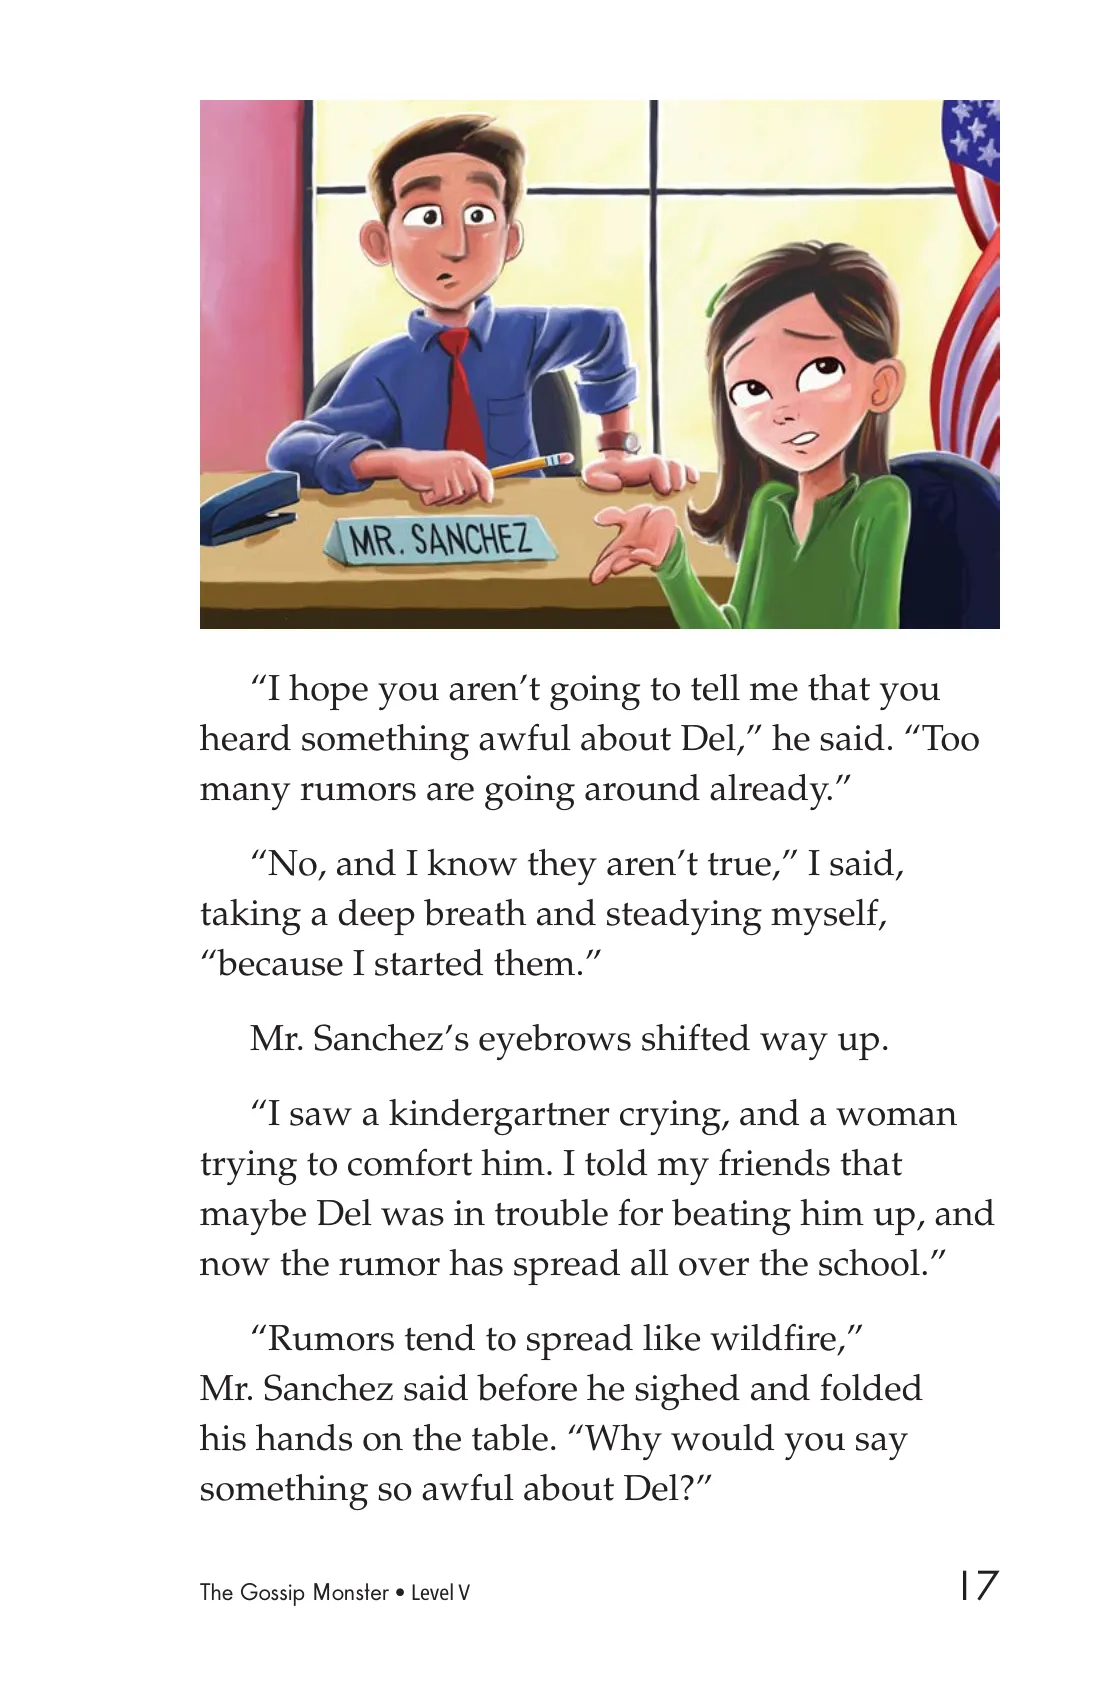 MR. SANCHEZ
“I hope you aren’t going to tell me that you
heard something awful about Del,” he said. “Too
many rumors are going around already.”
“No, and I know they aren’t true,” I said,
taking a deep breath and steadying myself,
“because I started them.”
Mr. Sanchez’s eyebrows shifted way up.
“I saw a kindergartner crying, and a woman
trying to comfort him. I told my friends that
maybe Del was in trouble for beating him up, and
now the rumor has spread all over the school.”
“Rumors tend to spread like wildfire,”
Mr. Sanchez said before he sighed and folded
his hands on the table. “Why would you say
something so awful about Del?”
The Gossip Monster • Level V 17